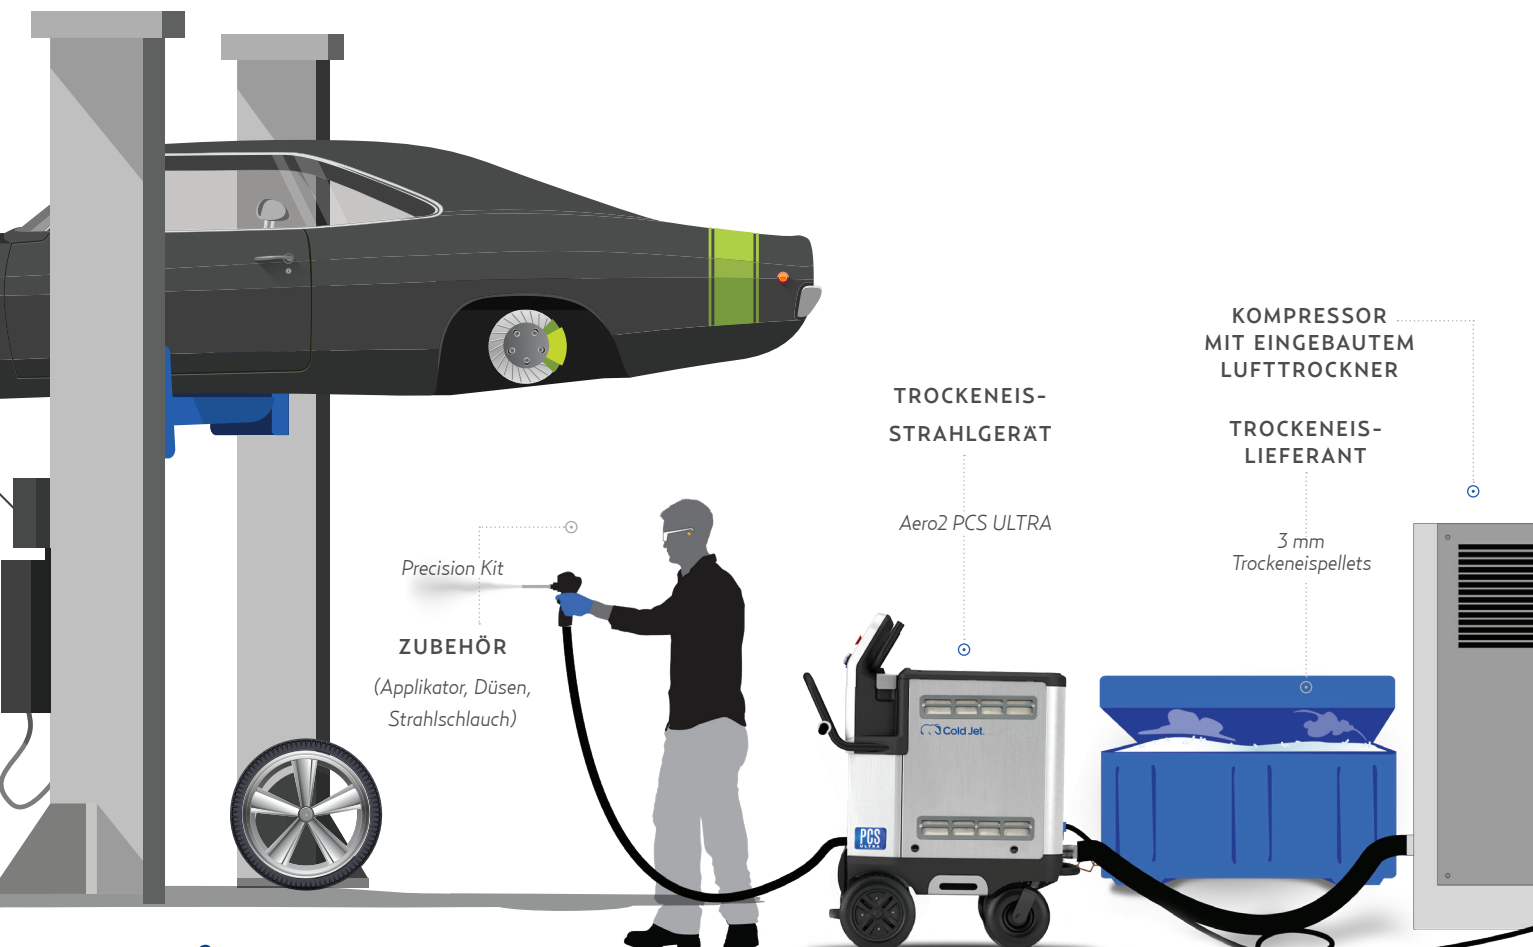 KOMPRESSOR
MIT EINGEBAUTEM
LUFTTROCKNER
TROCKENEIS-
STRAHLGERÄT
Aero2 PCS ULTRA
TROCKENEIS-
LIEFERANT
3 mm
Trockeneispellets
Precision Kit
ZUBEHÖR
(Applikator, Düsen,
Strahlschlauch)
Cold Jet.
PCS
ULTRA